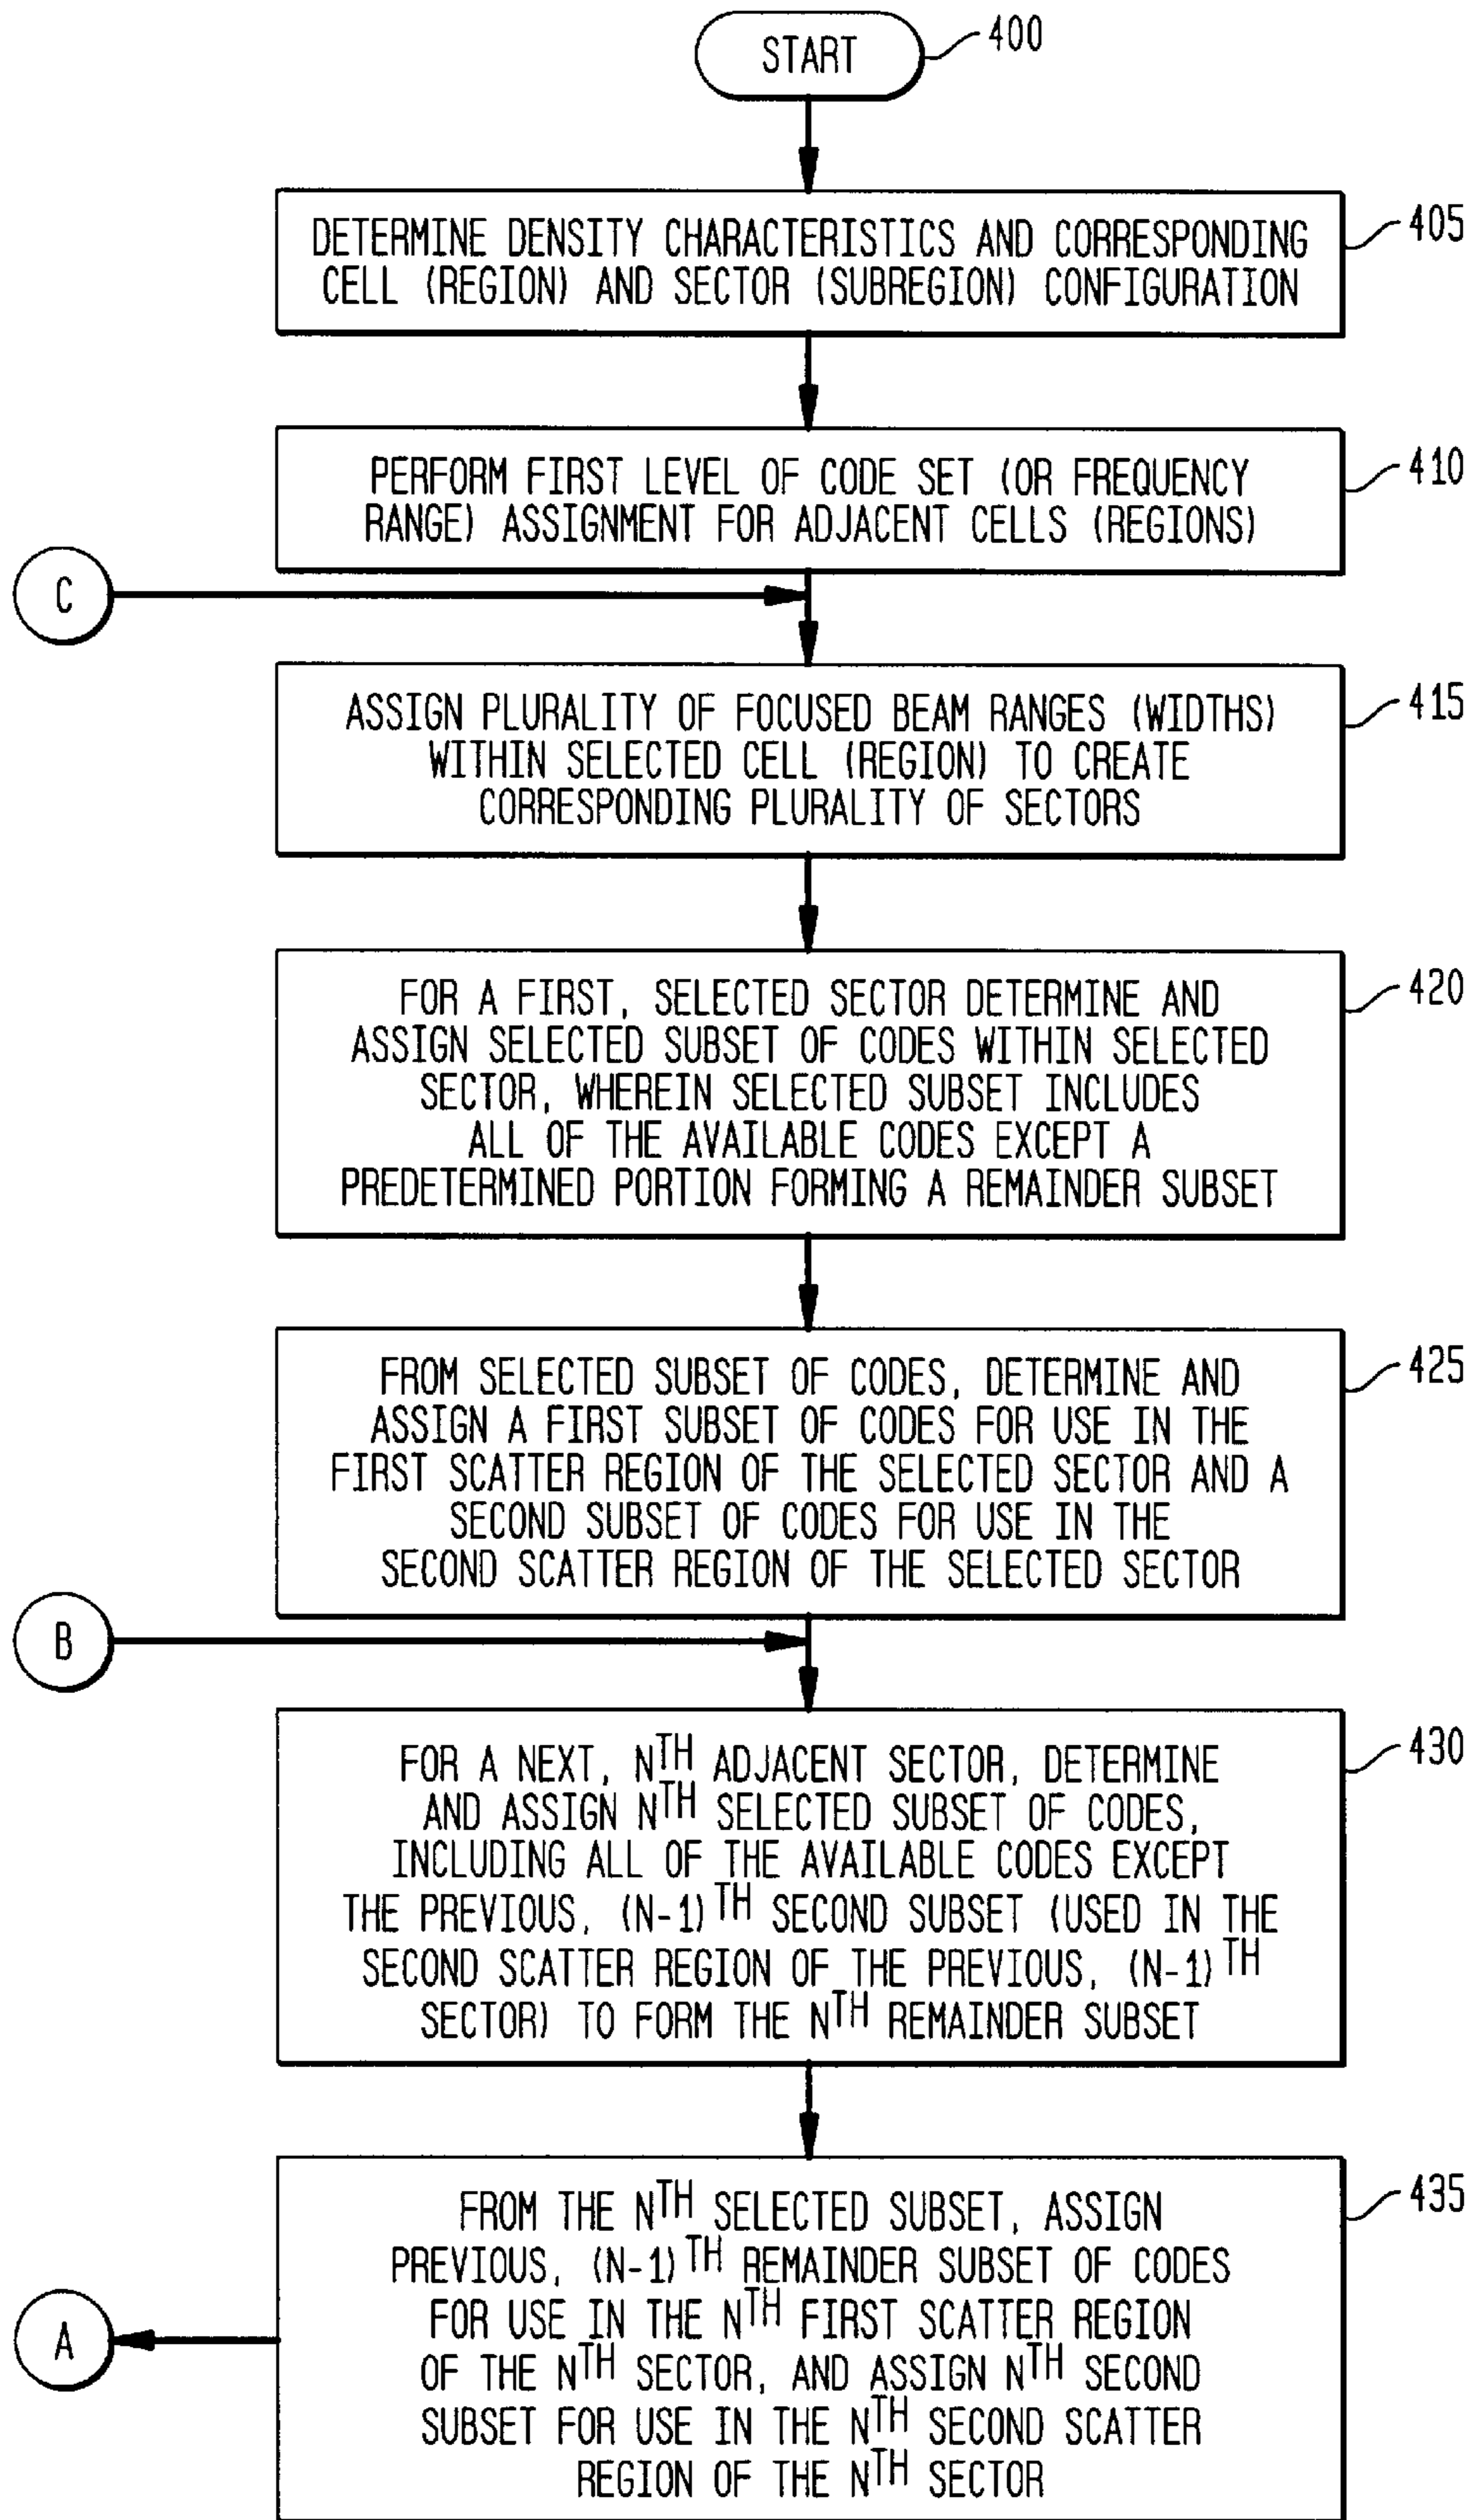 START
400
DETERMINE DENSITY CHARACTERISTICS AND CORRESPONDING
CELL (REGION) AND SECTOR (SUBREGION) CONFIGURATION
405
PERFORM FIRST LEVEL OF CODE SET (OR FREQUENCY
RANGE) ASSIGNMENT FOR ADJACENT CELLS (REGIONS)
410
C
ASSIGN PLURALITY OF FOCUSED BEAM RANGES (WIDTHS)
WITHIN SELECTED CELL (REGION) TO CREATE
CORRESPONDING PLURALITY OF SECTORS
415
FOR A FIRST, SELECTED SECTOR DETERMINE AND
ASSIGN SELECTED SUBSET OF CODES WITHIN SELECTED
SECTOR, WHEREIN SELECTED SUBSET INCLUDES
ALL OF THE AVAILABLE CODES EXCEPT A
PREDETERMINED PORTION FORMING A REMAINDER SUBSET
420
FROM SELECTED SUBSET OF CODES, DETERMINE AND
ASSIGN A FIRST SUBSET OF CODES FOR USE IN THE
FIRST SCATTER REGION OF THE SELECTED SECTOR AND A
SECOND SUBSET OF CODES FOR USE IN THE
SECOND SCATTER REGION OF THE SELECTED SECTOR
425
B
FOR A NEXT, NTH ADJACENT SECTOR, DETERMINE
AND ASSIGN NTH SELECTED SUBSET OF CODES,
INCLUDING ALL OF THE AVAILABLE CODES EXCEPT
THE PREVIOUS, (N-1)TH SECOND SUBSET (USED IN THE
SECOND SCATTER REGION OF THE PREVIOUS, (N-1)TH
SECTOR) TO FORM THE NTH REMAINDER SUBSET
430
FROM THE NTH SELECTED SUBSET, ASSIGN
PREVIOUS, (N-1)TH REMAINDER SUBSET OF CODES
FOR USE IN THE NTH FIRST SCATTER REGION
OF THE NTH SECTOR, AND ASSIGN NTH SECOND
SUBSET FOR USE IN THE NTH SECOND SCATTER
REGION OF THE NTH SECTOR
435
A